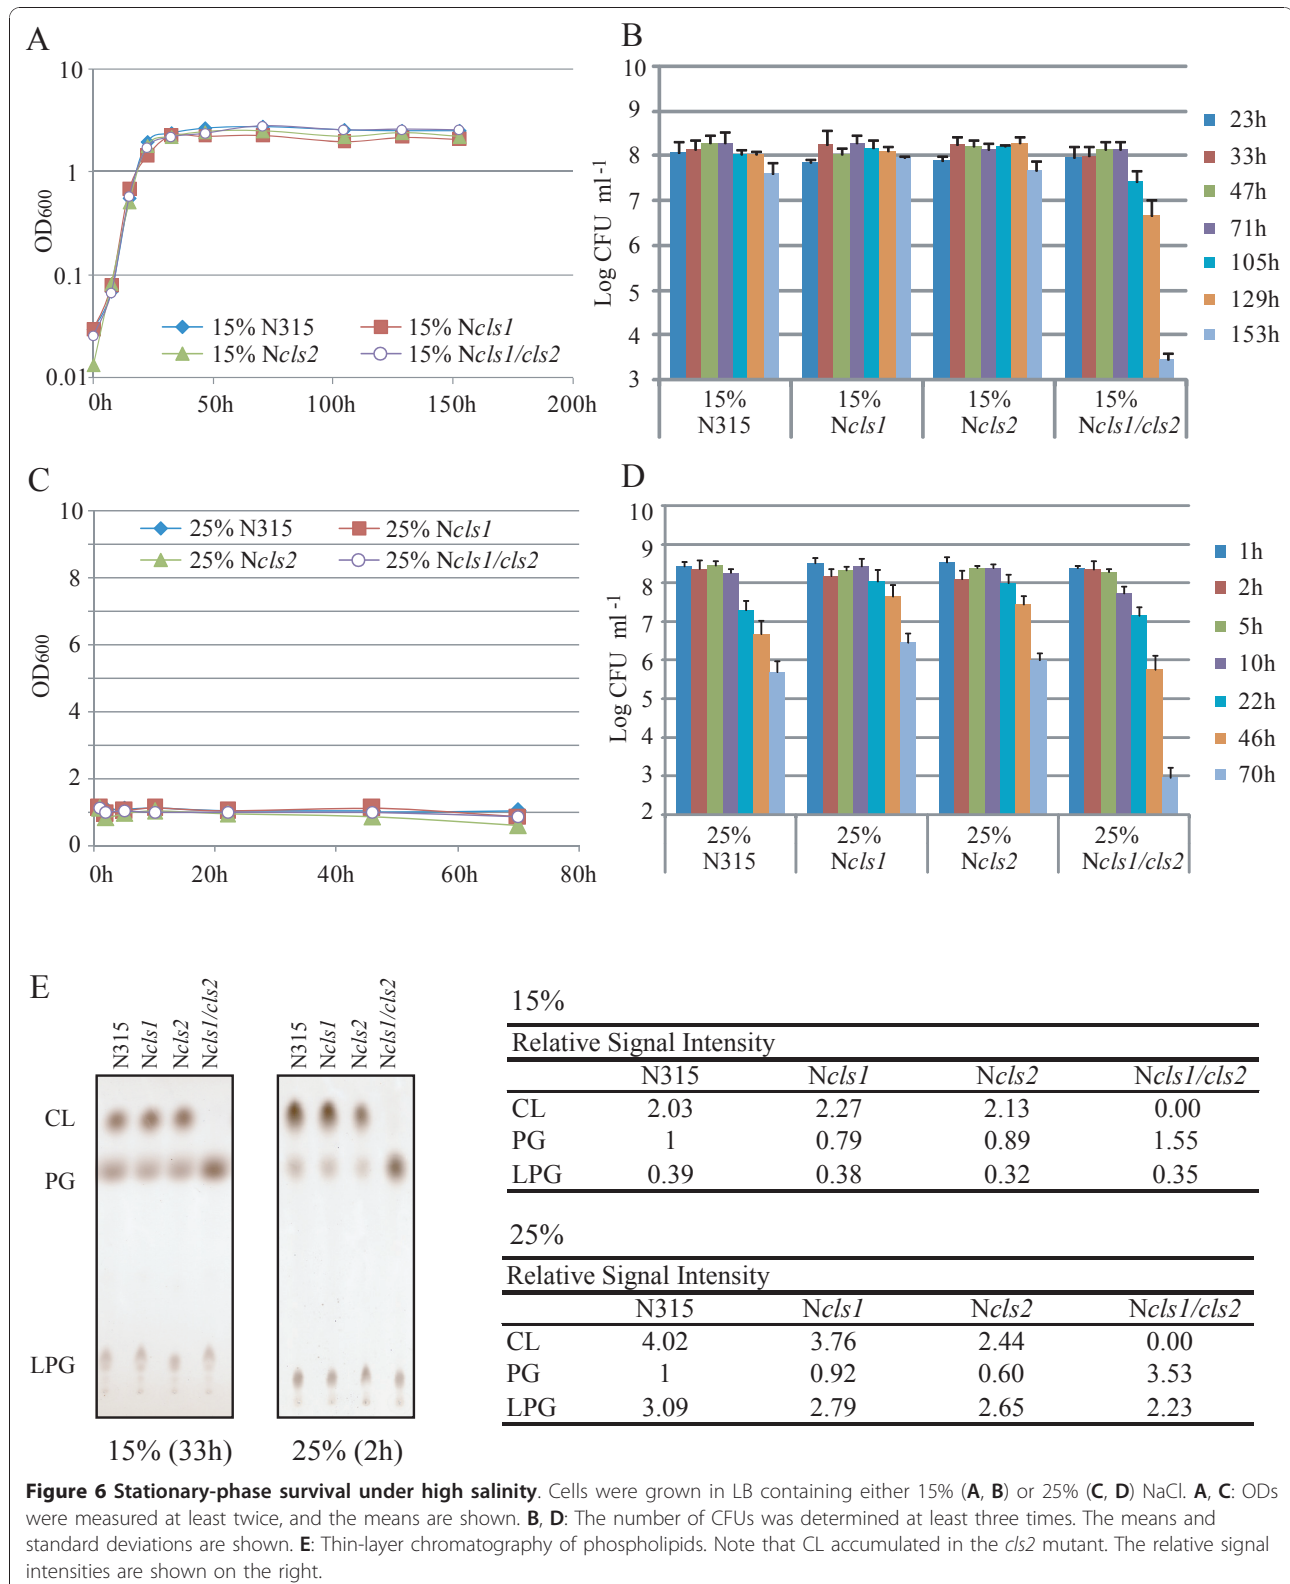 A
10
1
0.1
0.01
OD600
0h
50h
100h
150h
200h
15% N315
15% Ncls1
15% Ncls2
15% Ncls1/cls2
B
10
9
8
7
6
5
4
3
Log CFU ml-1
15% N315
15% Ncls1
15% Ncls2
15% Ncls1/cls2
23h
33h
47h
71h
105h
129h
153h
C
10
8
6
4
2
0
OD600
0h
20h
40h
60h
80h
25% N315
25% Ncls1
25% Ncls2
25% Ncls1/cls2
D
10
9
8
7
6
5
4
3
2
Log CFU ml-1
25% N315
25% Ncls1
25% Ncls2
25% Ncls1/cls2
1h
2h
5h
10h
22h
46h
70h
E
N315 Ncls1 Ncls2 Ncls1/cls2
N315 Ncls1 Ncls2 Ncls1/cls2
CL
PG
LPG
15% (33h)
25% (2h)
15%
Relative Signal Intensity
N315 Ncls1 Ncls2 Ncls1/cls2
CL 2.03 2.27 2.13 0.00
PG 1 0.79 0.89 1.55
LPG 0.39 0.38 0.32 0.35
25%
Relative Signal Intensity
N315 Ncls1 Ncls2 Ncls1/cls2
CL 4.02 3.76 2.44 0.00
PG 1 0.92 0.60 3.53
LPG 3.09 2.79 2.65 2.23
Figure 6 Stationary-phase survival under high salinity. Cells were grown in LB containing either 15% (A, B) or 25% (C, D) NaCl. A, C: ODs
were measured at least twice, and the means are shown. B, D: The number of CFUs was determined at least three times. The means and
standard deviations are shown. E: Thin-layer chromatography of phospholipids. Note that CL accumulated in the cls2 mutant. The relative signal
intensities are shown on the right.